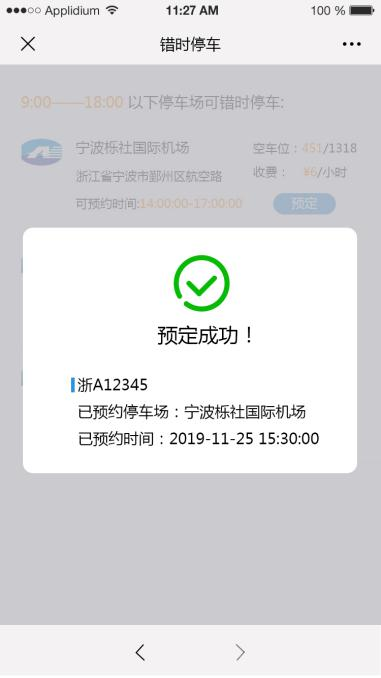 Applidium 11:27 AM 100 %
错时停车
9:00——18:00 以下停车场可错时停车:
宁波栎社国际机场 空车位：451/1318
浙江省宁波市鄞州区航空路 收费： ¥6/小时
可预约时间:14:00:00-17:00:00 预定
预定成功！
浙A12345
已预约停车场：宁波栎社国际机场
已预约时间：2019-11-25 15:30:00